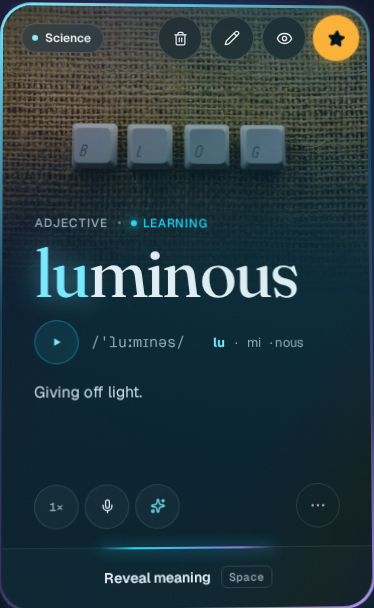 Science
B L O G
ADJECTIVE · LEARNING
luminous
/ˈluːmɪnəs/ lu · mi · nous
Giving off light.
1×
Reveal meaning Space